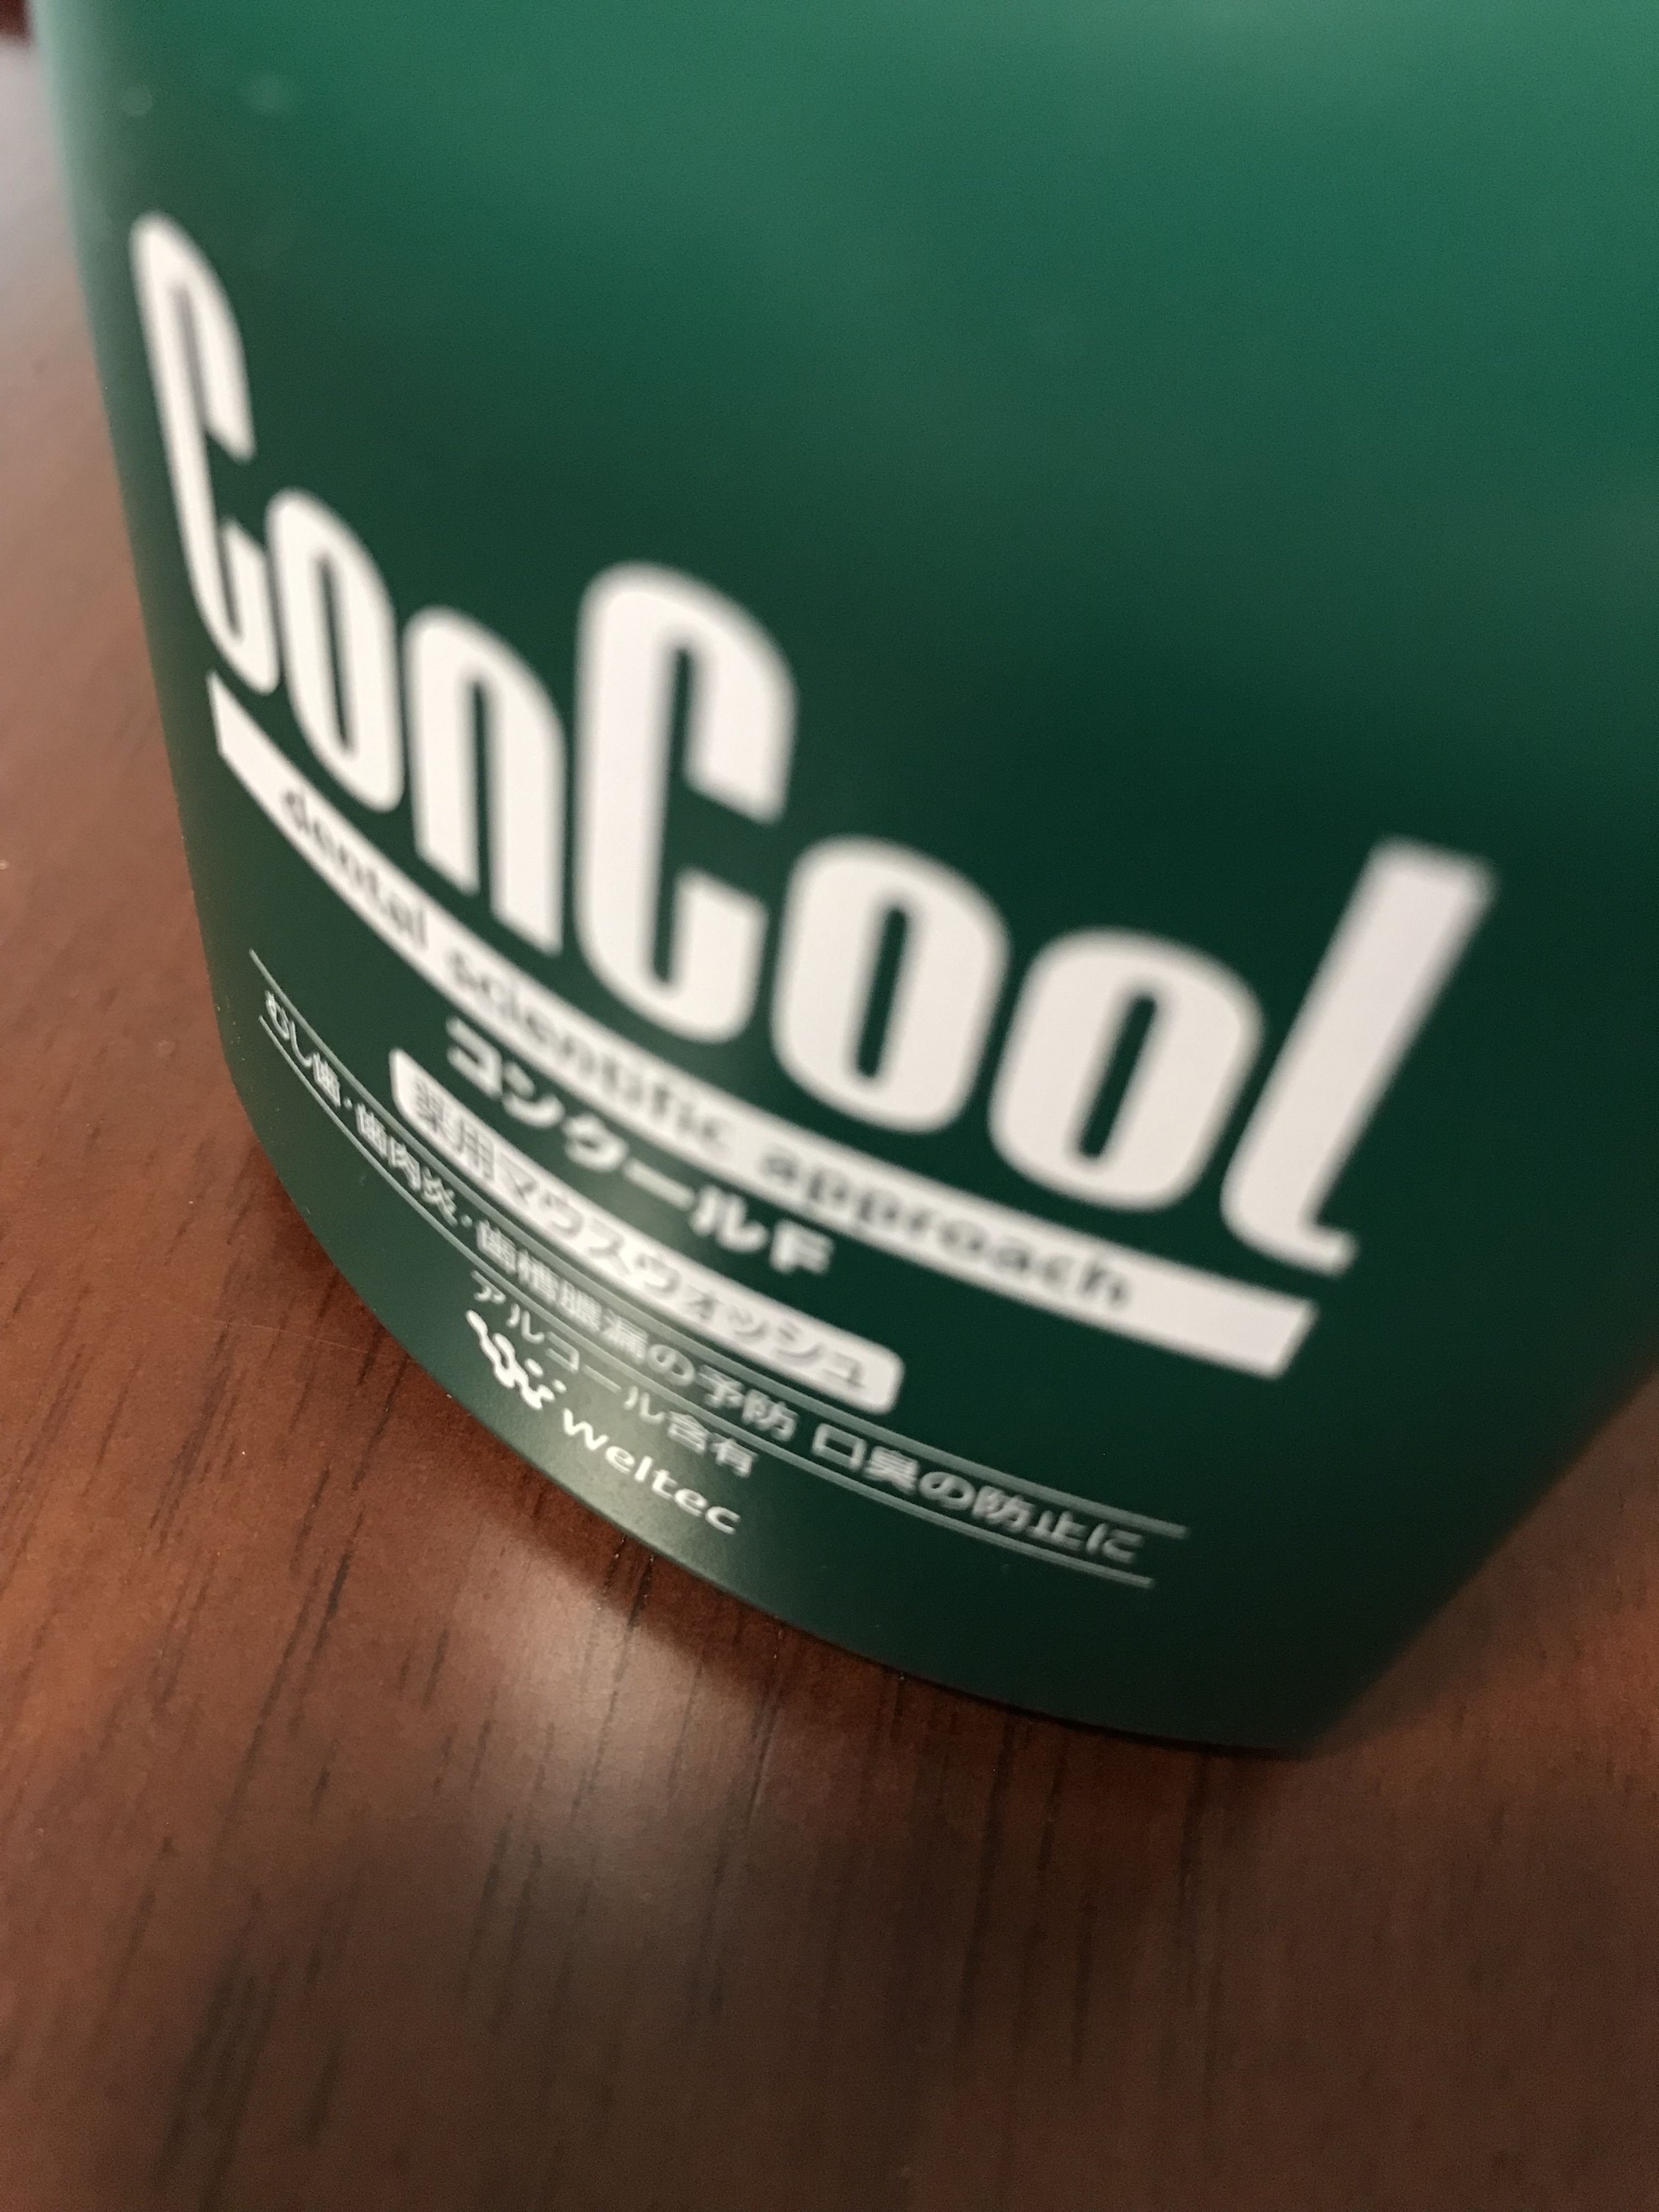 ConCool
dental scientific approach
コンクールF
薬用マウスウォッシュ
むし歯・歯肉炎・歯槽膿漏の予防 口臭の防止に
アルコール含有
weltec